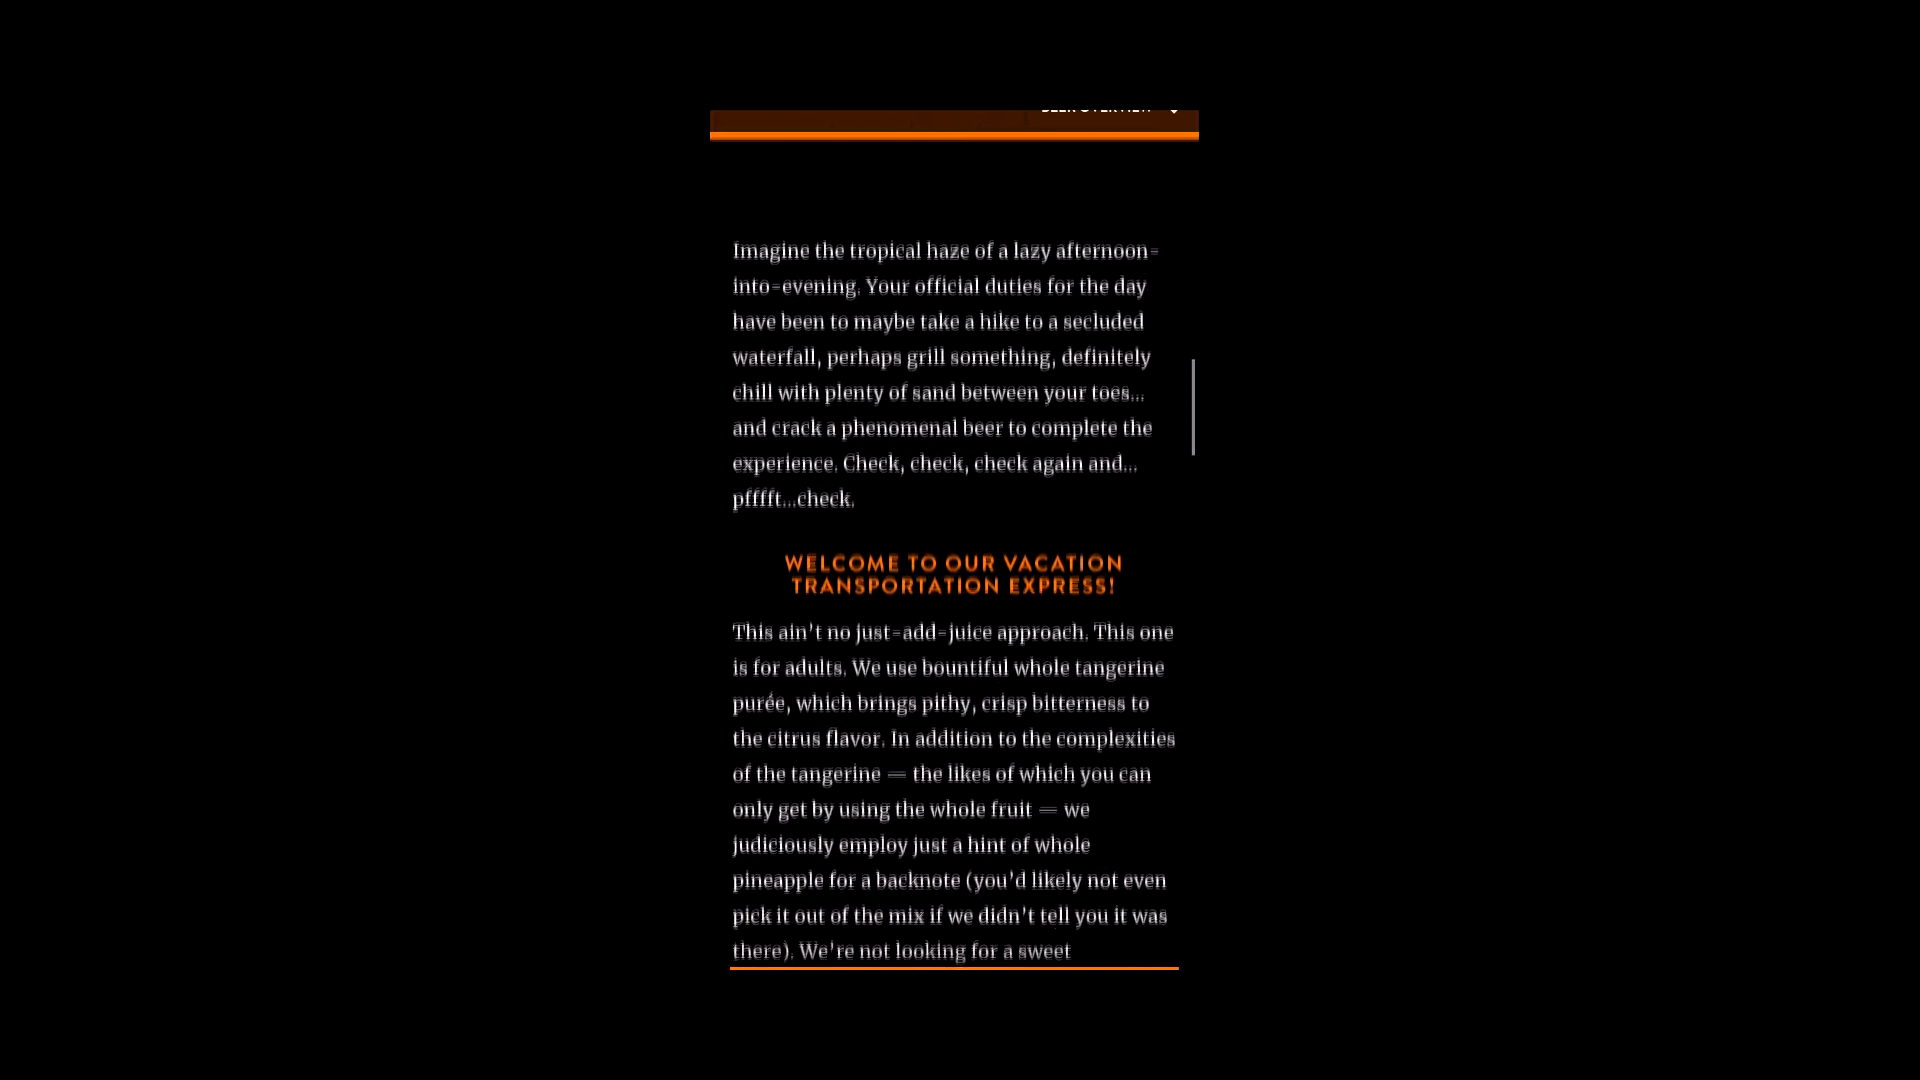 BEER OVERVIEW
Imagine the tropical haze of a lazy afternoon-
into-evening. Your official duties for the day
have been to maybe take a hike to a secluded
waterfall, perhaps grill something, definitely
chill with plenty of sand between your toes...
and crack a phenomenal beer to complete the
experience. Check, check, check again and...
pfffft...check.
WELCOME TO OUR VACATION
TRANSPORTATION EXPRESS!
This ain't no just-add-juice approach. This one
is for adults. We use bountiful whole tangerine
purée, which brings pithy, crisp bitterness to
the citrus flavor. In addition to the complexities
of the tangerine — the likes of which you can
only get by using the whole fruit — we
judiciously employ just a hint of whole
pineapple for a backnote (you'd likely not even
pick it out of the mix if we didn't tell you it was
there). We're not looking for a sweet